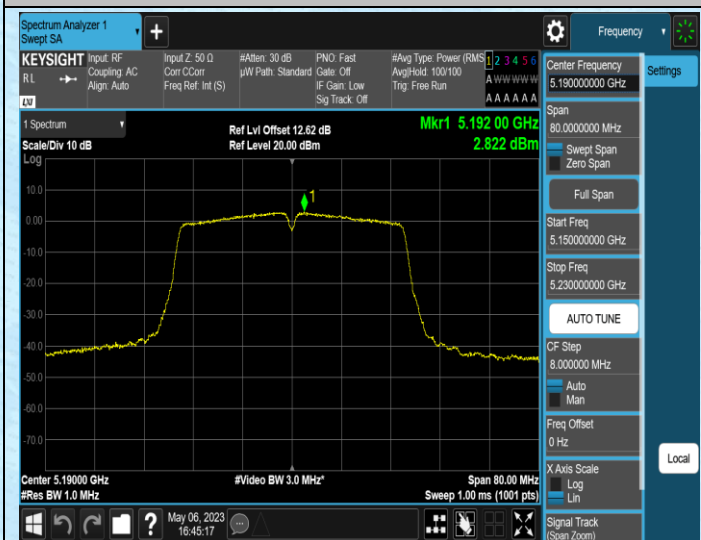 Spectrum Analyzer 1
Swept SA
+
Frequency
KEYSIGHT
RL
LXI
Input: RF
Coupling: AC
Align: Auto
Input Z: 50 Ω
Corr CCorr
Freq Ref: Int (S)
#Atten: 30 dB
µW Path: Standard
PNO: Fast
Gate: Off
IF Gain: Low
Sig Track: Off
#Avg Type: Power (RMS
Avg|Hold: 100/100
Trig: Free Run
1 2 3 4 5 6
A W W W W W
A A A A A A
1 Spectrum
Scale/Div 10 dB
Log
Ref Lvl Offset 12.62 dB
Ref Level 20.00 dBm
Mkr1 5.192 00 GHz
2.822 dBm
1
10.0
0.00
-10.0
-20.0
-30.0
-40.0
-50.0
-60.0
-70.0
Center 5.19000 GHz
#Res BW 1.0 MHz
#Video BW 3.0 MHz*
Span 80.00 MHz
Sweep 1.00 ms (1001 pts)
?
May 06, 2023
16:45:17
Center Frequency
5.190000000 GHz
Settings
Span
80.0000000 MHz
Swept Span
Zero Span
Full Span
Start Freq
5.150000000 GHz
Stop Freq
5.230000000 GHz
AUTO TUNE
CF Step
8.000000 MHz
Auto
Man
Freq Offset
0 Hz
X Axis Scale
Log
Lin
Local
Signal Track
(Span Zoom)